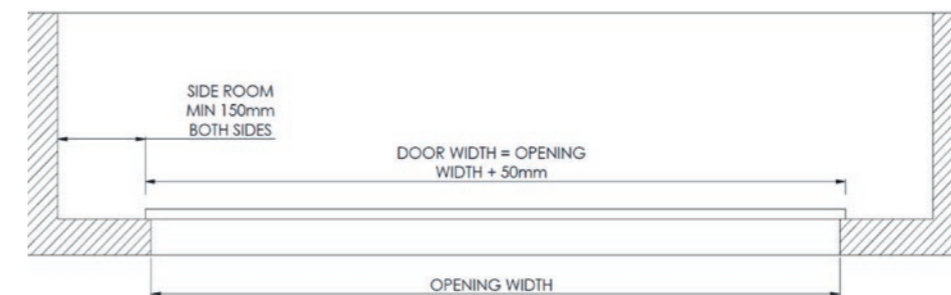 SIDE ROOM
MIN 150mm
BOTH SIDES
DOOR WIDTH = OPENING
WIDTH + 50mm
OPENING WIDTH